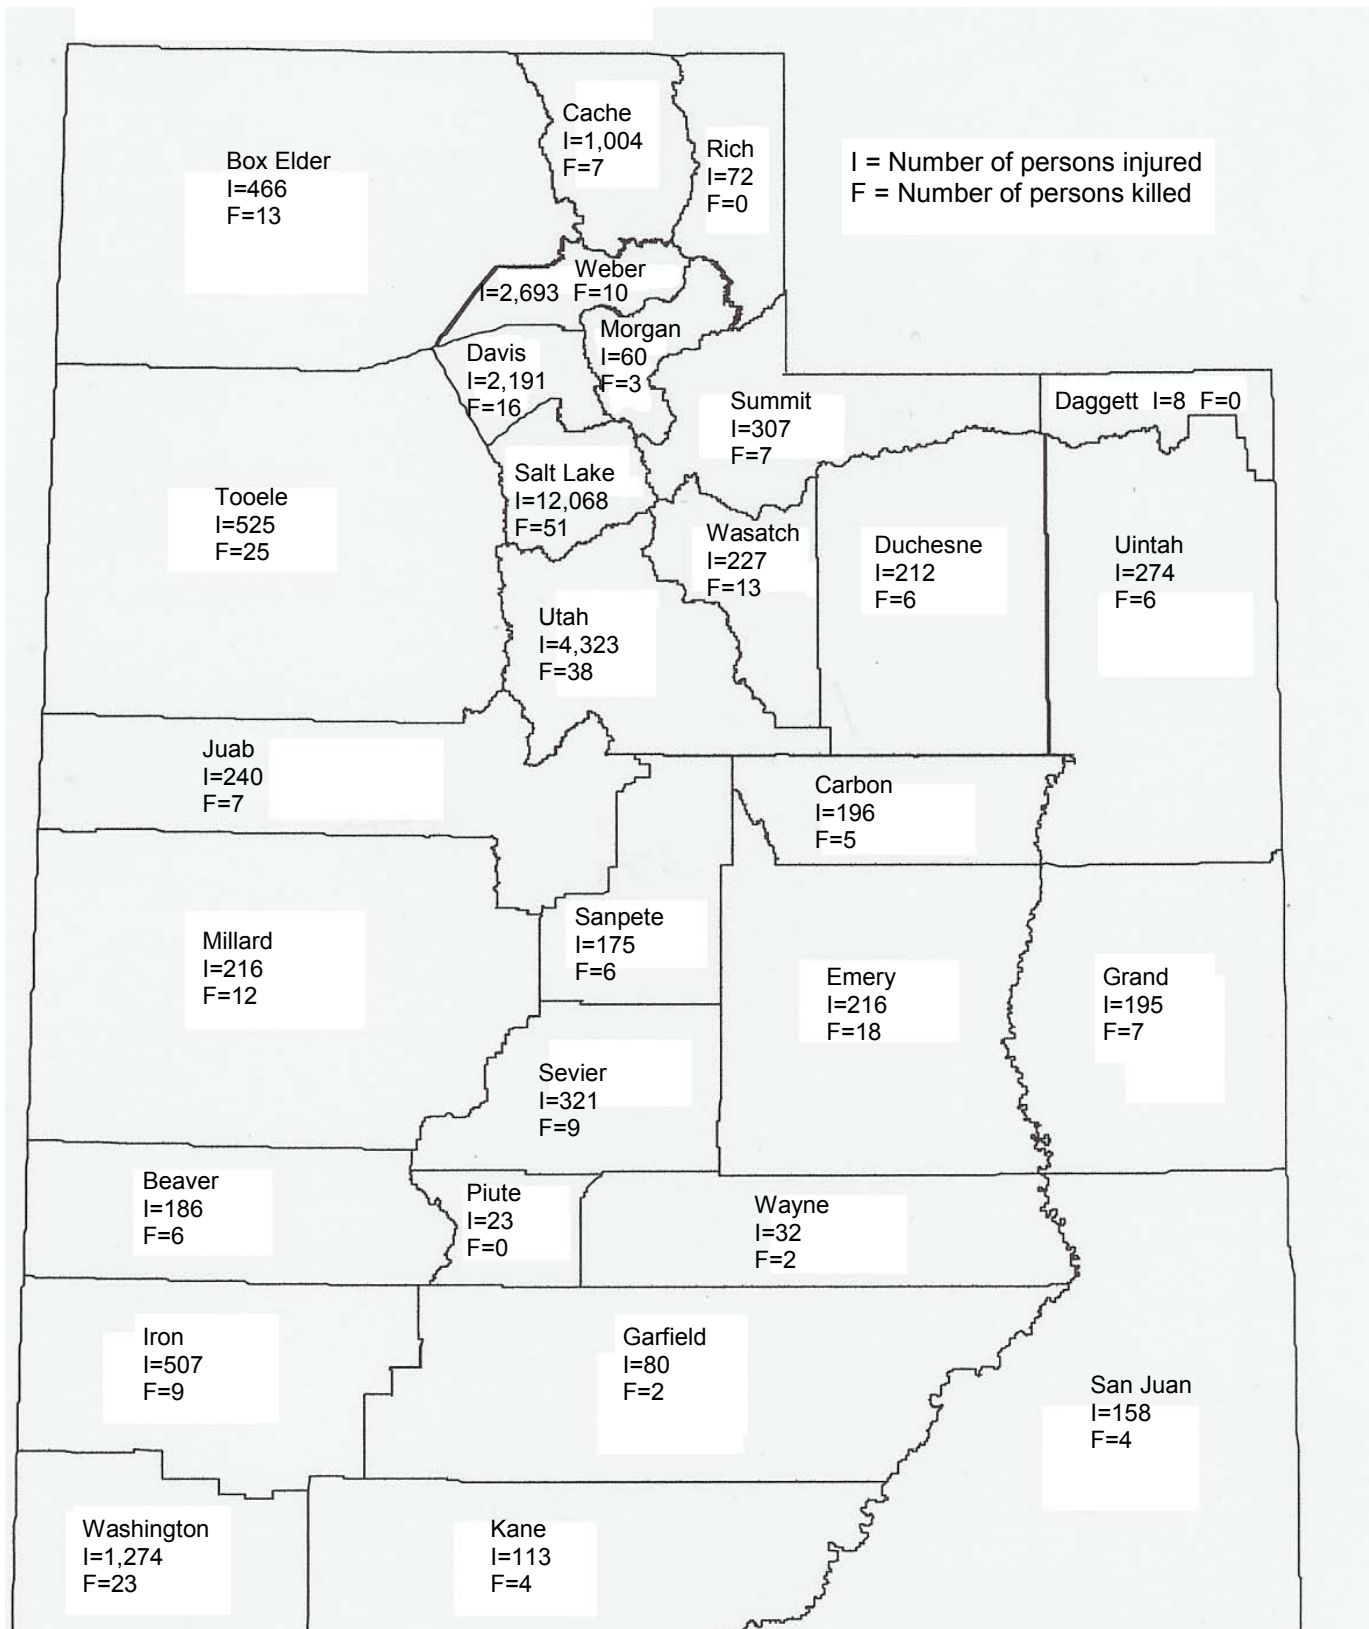 Cache
I=1,004
F=7
Rich
I=72
F=0
I = Number of persons injured
F = Number of persons killed
Box Elder
I=466
F=13
Weber
I=2,693 F=10
Morgan
I=60
F=3
Davis
I=2,191
F=16
Summit
I=307
F=7
Daggett I=8 F=0
Salt Lake
I=12,068
F=51
Tooele
I=525
F=25
Wasatch
I=227
F=13
Duchesne
I=212
F=6
Uintah
I=274
F=6
Utah
I=4,323
F=38
Juab
I=240
F=7
Carbon
I=196
F=5
Sanpete
I=175
F=6
Millard
I=216
F=12
Emery
I=216
F=18
Grand
I=195
F=7
Sevier
I=321
F=9
Beaver
I=186
F=6
Piute
I=23
F=0
Wayne
I=32
F=2
Iron
I=507
F=9
Garfield
I=80
F=2
San Juan
I=158
F=4
Washington
I=1,274
F=23
Kane
I=113
F=4